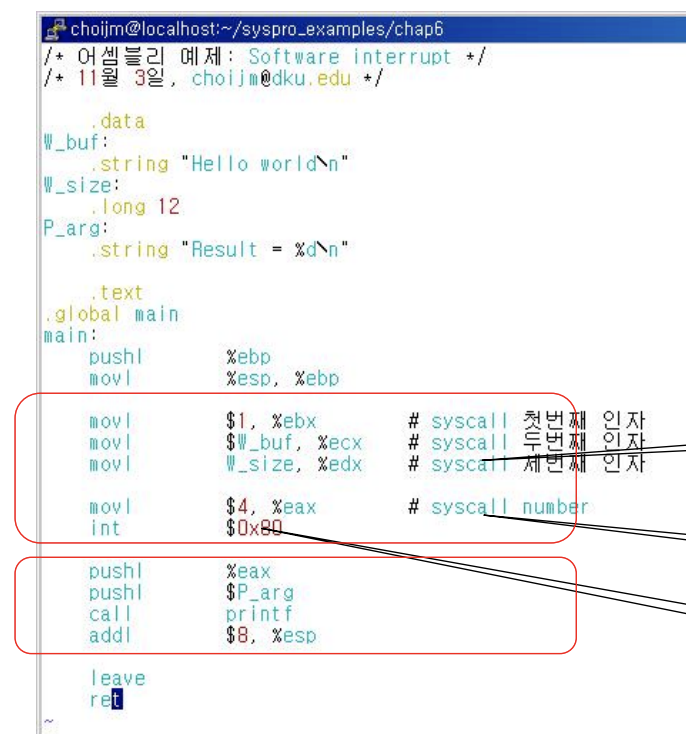 choijm@localhost:~/syspro_examples/chap6
/* 어셈블리 예제: Software interrupt */
/* 11월 3일, choijm@dku.edu */
.data
W_buf:
.string "Hello world\n"
W_size:
.long 12
P_arg:
.string "Result = %d\n"
.text
.global main
main:
pushl %ebp
movl %esp, %ebp
movl $1, %ebx # syscall 첫번째 인자
movl $W_buf, %ecx # syscall 두번째 인자
movl W_size, %edx # syscall 세번째 인자
movl $4, %eax # syscall number
int $0x80
pushl %eax
pushl $P_arg
call printf
addl $8, %esp
leave
ret
~